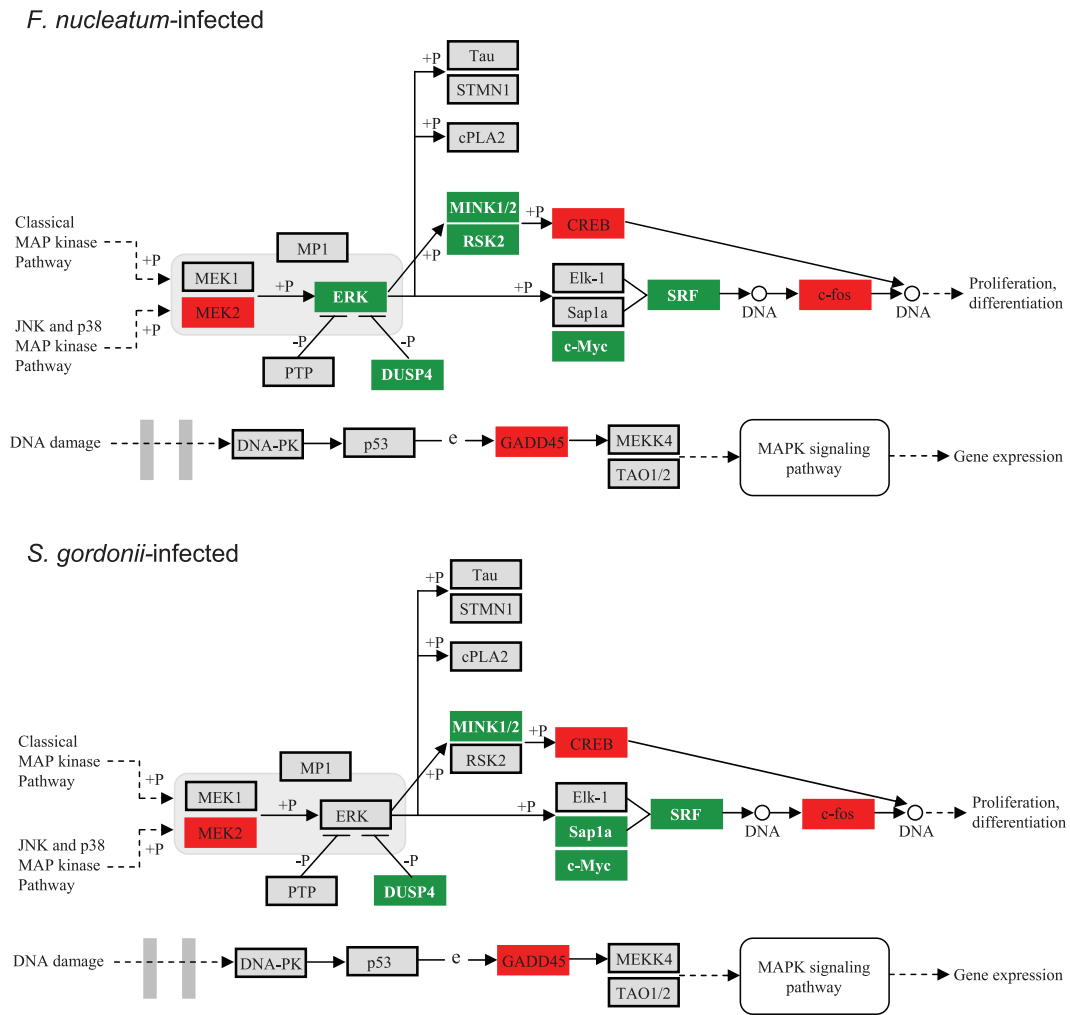 F. nucleatum-infected
+P
Tau
STMN1
+P
cPLA2
Classical
MAP kinase
Pathway
+P
MINK1/2
RSK2
+P
+P
CREB
MP1
MEK1
MEK2
+P
ERK
+P
Elk-1
Sap1a
c-Myc
SRF
DNA
c-fos
DNA
Proliferation,
differentiation
JNK and p38
MAP kinase
Pathway
+P
-P
-P
PTP
DUSP4
DNA damage
DNA-PK
p53
e
GADD45
MEKK4
TAO1/2
MAPK signaling
pathway
Gene expression
S. gordonii-infected
+P
Tau
STMN1
+P
cPLA2
Classical
MAP kinase
Pathway
+P
MINK1/2
RSK2
+P
+P
CREB
MP1
MEK1
MEK2
+P
ERK
+P
Elk-1
Sap1a
c-Myc
SRF
DNA
c-fos
DNA
Proliferation,
differentiation
JNK and p38
MAP kinase
Pathway
+P
-P
-P
PTP
DUSP4
DNA damage
DNA-PK
p53
e
GADD45
MEKK4
TAO1/2
MAPK signaling
pathway
Gene expression